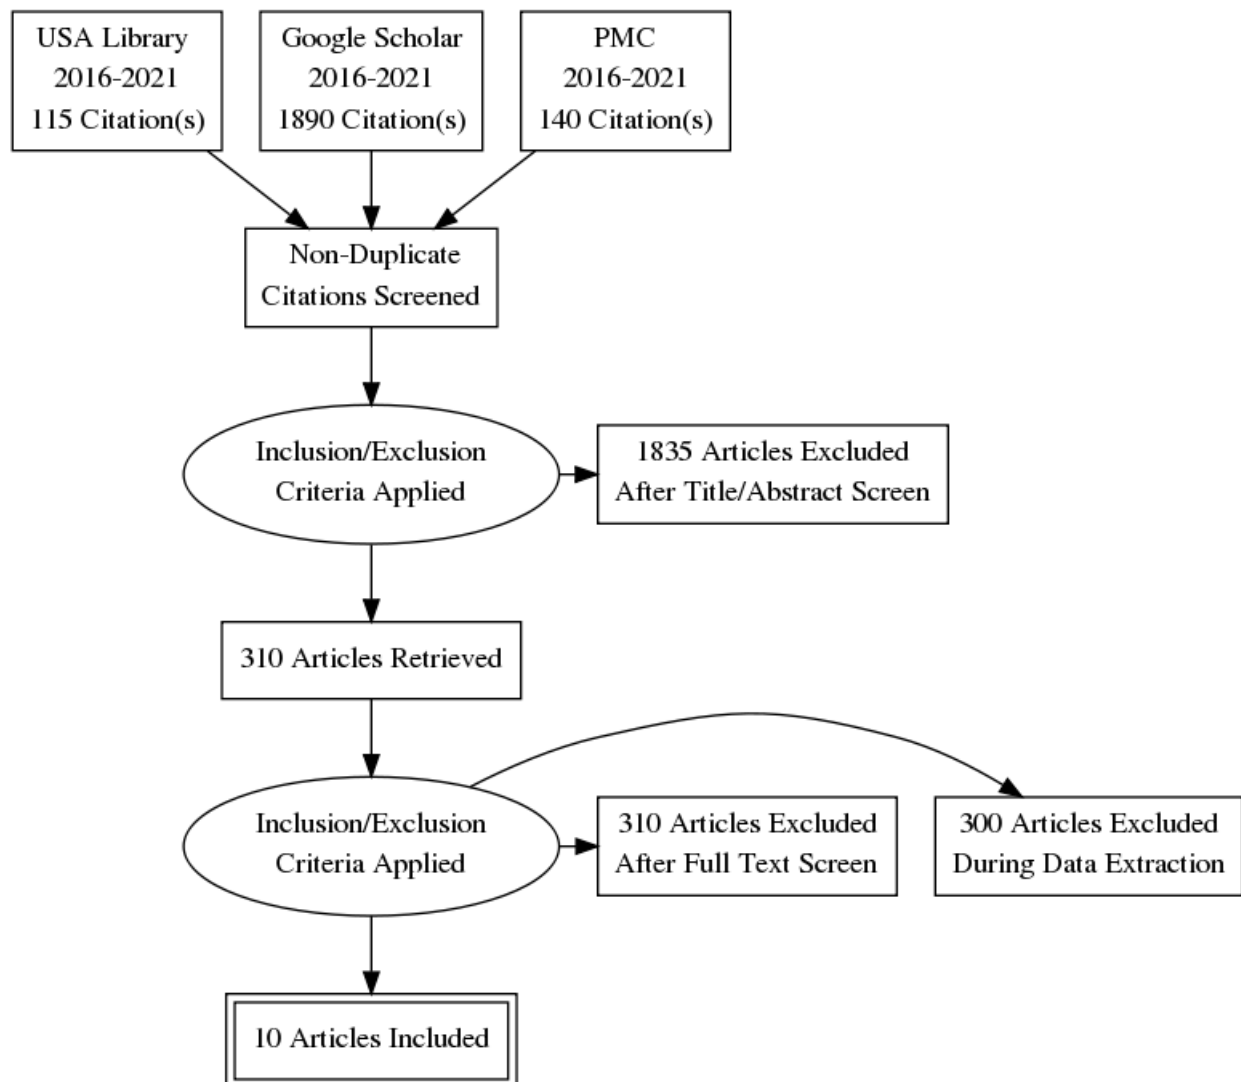 USA Library
2016-2021
115 Citation(s)
Google Scholar
2016-2021
1890 Citation(s)
PMC
2016-2021
140 Citation(s)
Non-Duplicate
Citations Screened
Inclusion/Exclusion
Criteria Applied
1835 Articles Excluded
After Title/Abstract Screen
310 Articles Retrieved
Inclusion/Exclusion
Criteria Applied
310 Articles Excluded
After Full Text Screen
300 Articles Excluded
During Data Extraction
10 Articles Included